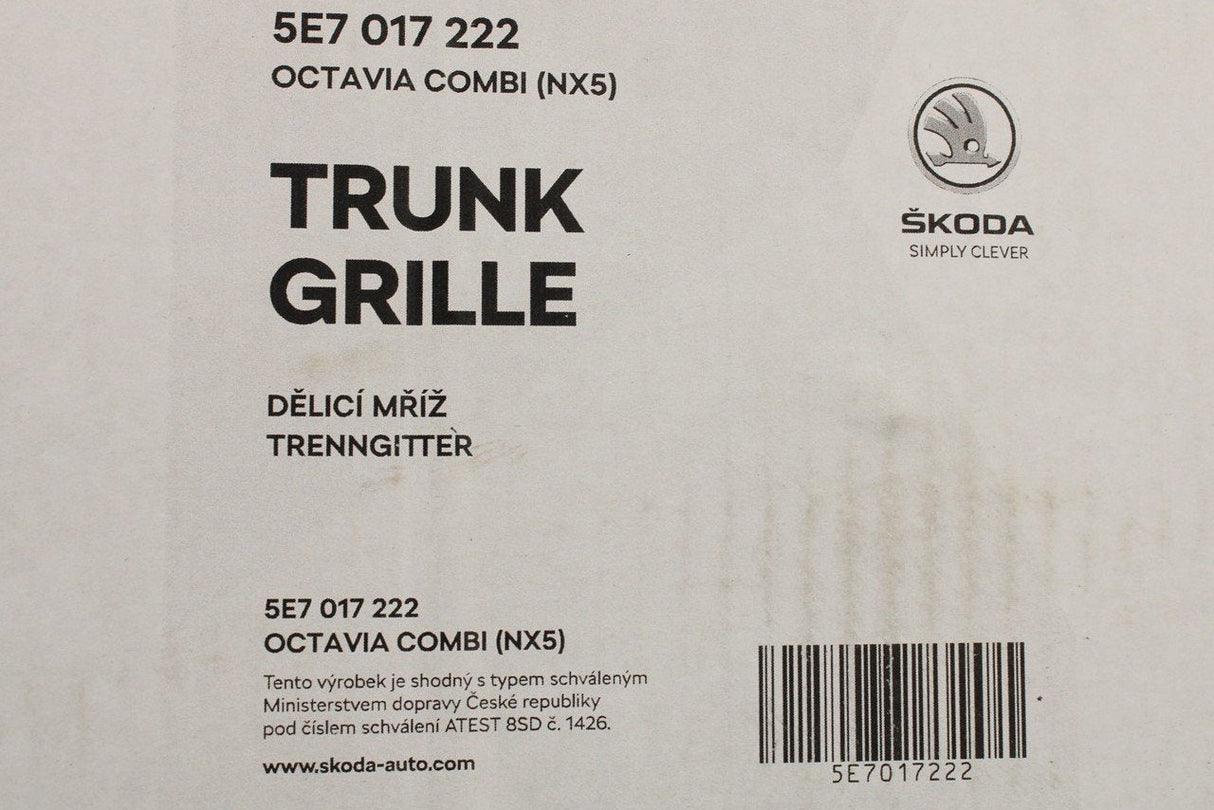 5E7 017 222
OCTAVIA COMBI (NX5)
TRUNK
GRILLE
ŠKODA
SIMPLY CLEVER
DĚLICÍ MŘÍŽ
TRENNGITTER
5E7 017 222
OCTAVIA COMBI (NX5)
Tento výrobek je shodný s typem schváleným
Ministerstvem dopravy České republiky
pod číslem schválení ATEST 8SD č. 1426.
www.skoda-auto.com
5E7017222